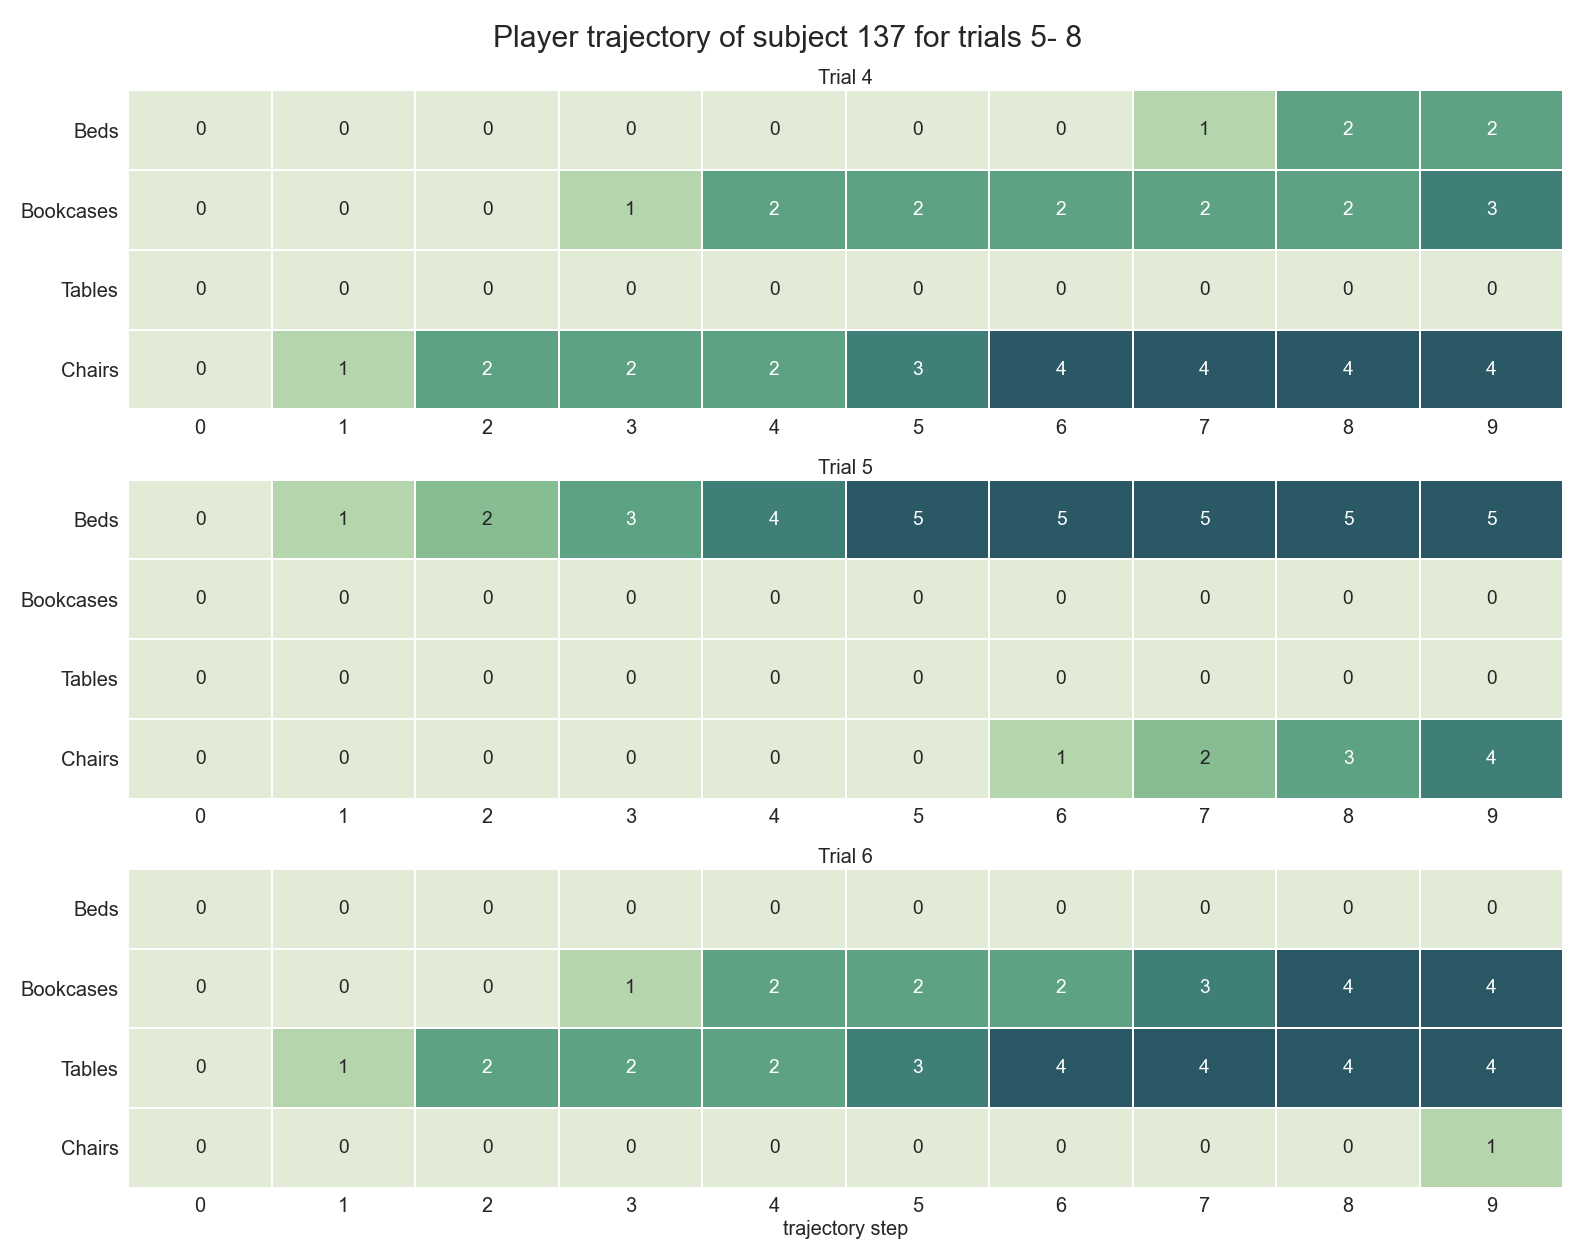 Player trajectory of subject 137 for trials 5- 8
Trial 4
Beds 0 0 0 0 0 0 0 1 2 2
Bookcases 0 0 0 1 2 2 2 2 2 3
Tables 0 0 0 0 0 0 0 0 0 0
Chairs 0 1 2 2 2 3 4 4 4 4
0 1 2 3 4 5 6 7 8 9
Trial 5
Beds 0 1 2 3 4 5 5 5 5 5
Bookcases 0 0 0 0 0 0 0 0 0 0
Tables 0 0 0 0 0 0 0 0 0 0
Chairs 0 0 0 0 0 0 1 2 3 4
0 1 2 3 4 5 6 7 8 9
Trial 6
Beds 0 0 0 0 0 0 0 0 0 0
Bookcases 0 0 0 1 2 2 2 3 4 4
Tables 0 1 2 2 2 3 4 4 4 4
Chairs 0 0 0 0 0 0 0 0 0 1
0 1 2 3 4 5 6 7 8 9
trajectory step